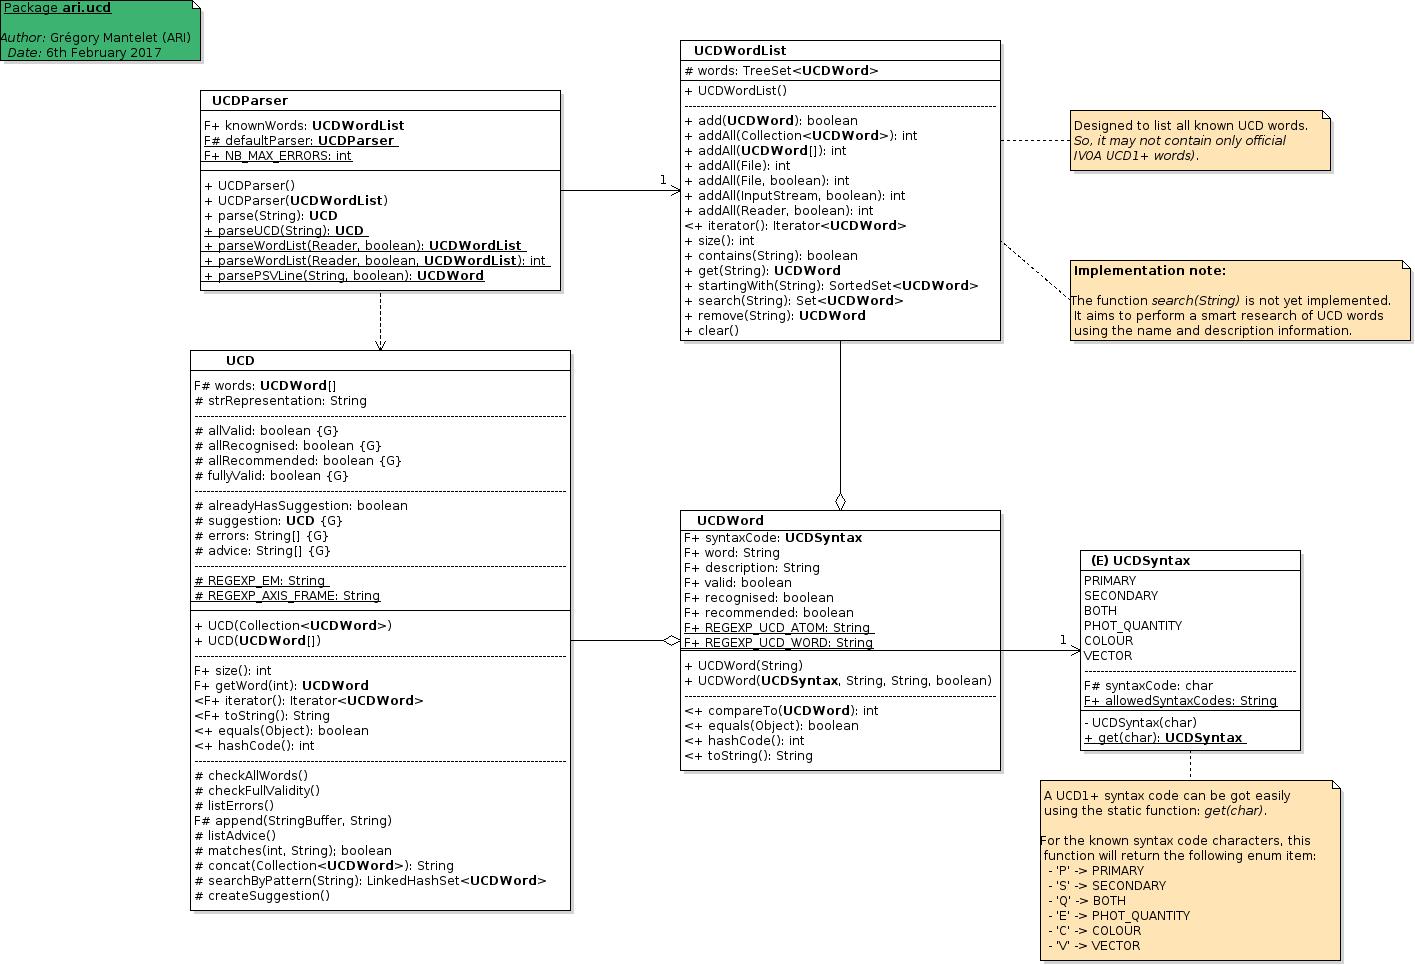 Package ari.ucd
Author: Grégory Mantelet (ARI)
Date: 6th February 2017
UCDParser
F+ knownWords: UCDWordList
F# defaultParser: UCDParser
F+ NB_MAX_ERRORS: int
+ UCDParser()
+ UCDParser(UCDWordList)
+ parse(String): UCD
+ parseUCD(String): UCD
+ parseWordList(Reader, boolean): UCDWordList
+ parseWordList(Reader, boolean, UCDWordList): int
+ parsePSVLine(String, boolean): UCDWord
1
UCDWordList
# words: TreeSet<UCDWord>
+ UCDWordList()
+ add(UCDWord): boolean
+ addAll(Collection<UCDWord>): int
+ addAll(UCDWord[]): int
+ addAll(File): int
+ addAll(File, boolean): int
+ addAll(InputStream, boolean): int
+ addAll(Reader, boolean): int
<+ iterator(): Iterator<UCDWord>
+ size(): int
+ contains(String): boolean
+ get(String): UCDWord
+ startingWith(String): SortedSet<UCDWord>
+ search(String): Set<UCDWord>
+ remove(String): UCDWord
+ clear()
Designed to list all known UCD words.
So, it may not contain only official
IVOA UCD1+ words).
Implementation note:
The function search(String) is not yet implemented.
It aims to perform a smart research of UCD words
using the name and description information.
UCD
F# words: UCDWord[]
# strRepresentation: String
# allValid: boolean {G}
# allRecognised: boolean {G}
# allRecommended: boolean {G}
# fullyValid: boolean {G}
# alreadyHasSuggestion: boolean
# suggestion: UCD {G}
# errors: String[] {G}
# advice: String[] {G}
# REGEXP_EM: String
# REGEXP_AXIS_FRAME: String
+ UCD(Collection<UCDWord>)
+ UCD(UCDWord[])
F+ size(): int
F+ getWord(int): UCDWord
<F+ iterator(): Iterator<UCDWord>
<F+ toString(): String
<+ equals(Object): boolean
<+ hashCode(): int
# checkAllWords()
# checkFullValidity()
# listErrors()
F# append(StringBuffer, String)
# listAdvice()
# matches(int, String); boolean
# concat(Collection<UCDWord>): String
# searchByPattern(String): LinkedHashSet<UCDWord>
# createSuggestion()
UCDWord
F+ syntaxCode: UCDSyntax
F+ word: String
F+ description: String
F+ valid: boolean
F+ recognised: boolean
F+ recommended: boolean
F+ REGEXP_UCD_ATOM: String
F+ REGEXP_UCD_WORD: String
+ UCDWord(String)
+ UCDWord(UCDSyntax, String, String, boolean)
<+ compareTo(UCDWord): int
<+ equals(Object): boolean
<+ hashCode(): int
<+ toString(): String
1
(E) UCDSyntax
PRIMARY
SECONDARY
BOTH
PHOT_QUANTITY
COLOUR
VECTOR
F# syntaxCode: char
F+ allowedSyntaxCodes: String
- UCDSyntax(char)
+ get(char): UCDSyntax
A UCD1+ syntax code can be got easily
using the static function: get(char).
For the known syntax code characters, this
function will return the following enum item:
- 'P' -> PRIMARY
- 'S' -> SECONDARY
- 'Q' -> BOTH
- 'E' -> PHOT_QUANTITY
- 'C' -> COLOUR
- 'V' -> VECTOR